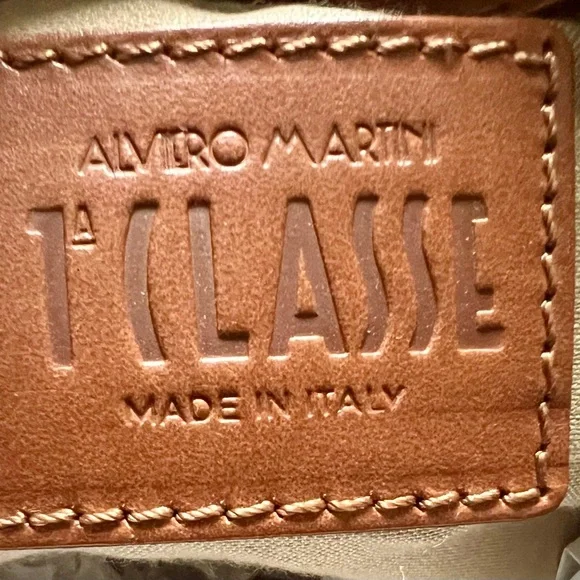 ALVIERO MARTINI
1ª CLASSE
MADE IN ITALY